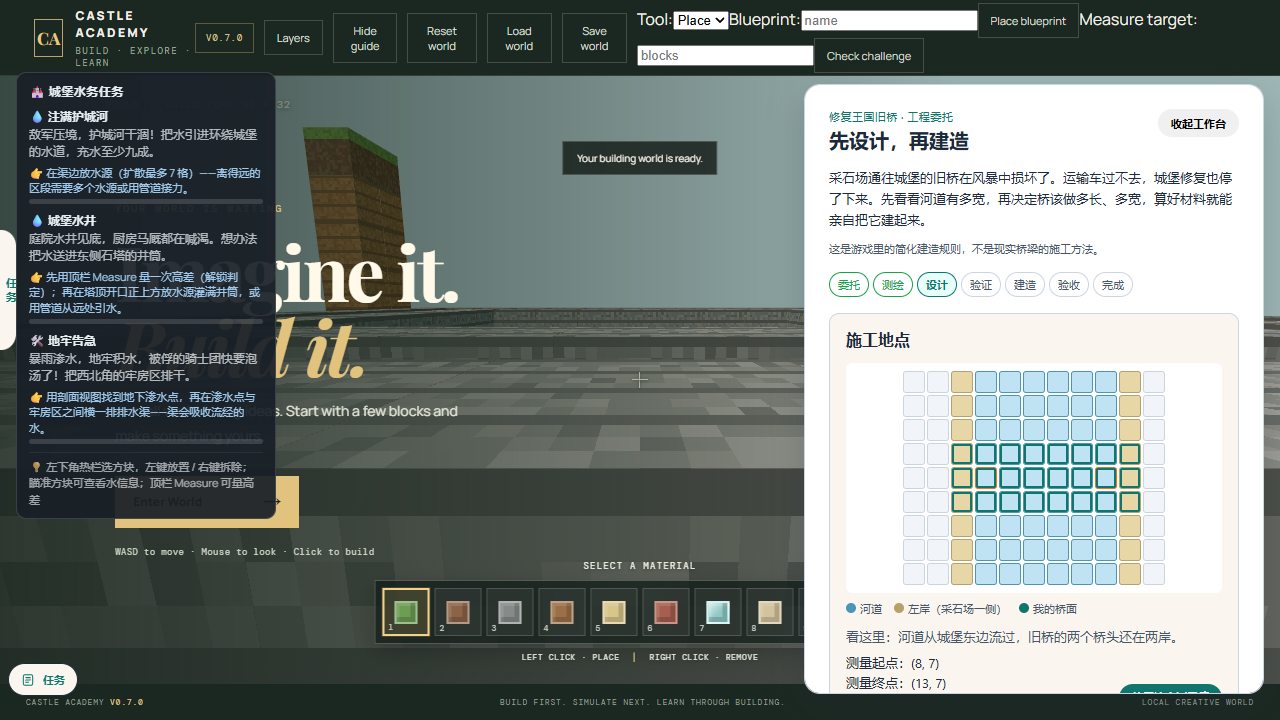 CA
CASTLE
ACADEMY
BUILD · EXPLORE ·
LEARN
V0.7.0
Layers
Hide
guide
Reset
world
Load
world
Save
world
Tool: Place Blueprint: name Place blueprint Measure target:
blocks Check challenge
🏰 城堡水务任务
💧 注满护城河
敌军压境，护城河干涸！把水引进环绕城堡
的水道，充水至少九成。
👉 在渠边放水源（扩散最多 7 格）——离得远的
区段需要多个水源或用管道接力。
💧 城堡水井
庭院水井见底，厨房马厩都在喊渴。想办法
把水送进东侧石塔的井筒。
👉 先用顶栏 Measure 量一次高差（解锁判
定）；再在塔顶开口正上方放水源灌满井筒，或
用管道从远处引水。
🛠 地牢告急
暴雨渗水，地牢积水，被俘的骑士团快要泡
汤了！把西北角的牢房区排干。
👉 用剖面视图找到地下渗水点，再在渗水点与
牢房区之间横一排排水渠——渠会吸收流经的
水。
💡 左下角热栏选方块，左键放置 / 右键拆除；
瞄准方块可查看水信息；顶栏 Measure 可量高
差
任务
32
Your building world is ready.
Imagine it.
Build it.
s. Start with a few blocks and
make something yours.
Enter World →
WASD to move · Mouse to look · Click to build
SELECT A MATERIAL
1
2
3
4
5
6
7
8
LEFT CLICK · PLACE | RIGHT CLICK · REMOVE
修复王国旧桥 · 工程委托
先设计，再建造
收起工作台
采石场通往城堡的旧桥在风暴中损坏了。运输车过不去，城堡修复也停
了下来。先看看河道有多宽，再决定桥该做多长、多宽，算好材料就能
亲自把它建起来。
这是游戏里的简化建造规则，不是现实桥梁的施工方法。
委托 测绘 设计 验证 建造 验收 完成
施工地点
河道 左岸（采石场一侧） 我的桥面
看这里：河道从城堡东边流过，旧桥的两个桥头还在两岸。
测量起点：(8, 7)
测量终点：(13, 7)
任务
CASTLE ACADEMY V0.7.0
BUILD FIRST. SIMULATE NEXT. LEARN THROUGH BUILDING.
LOCAL CREATIVE WORLD